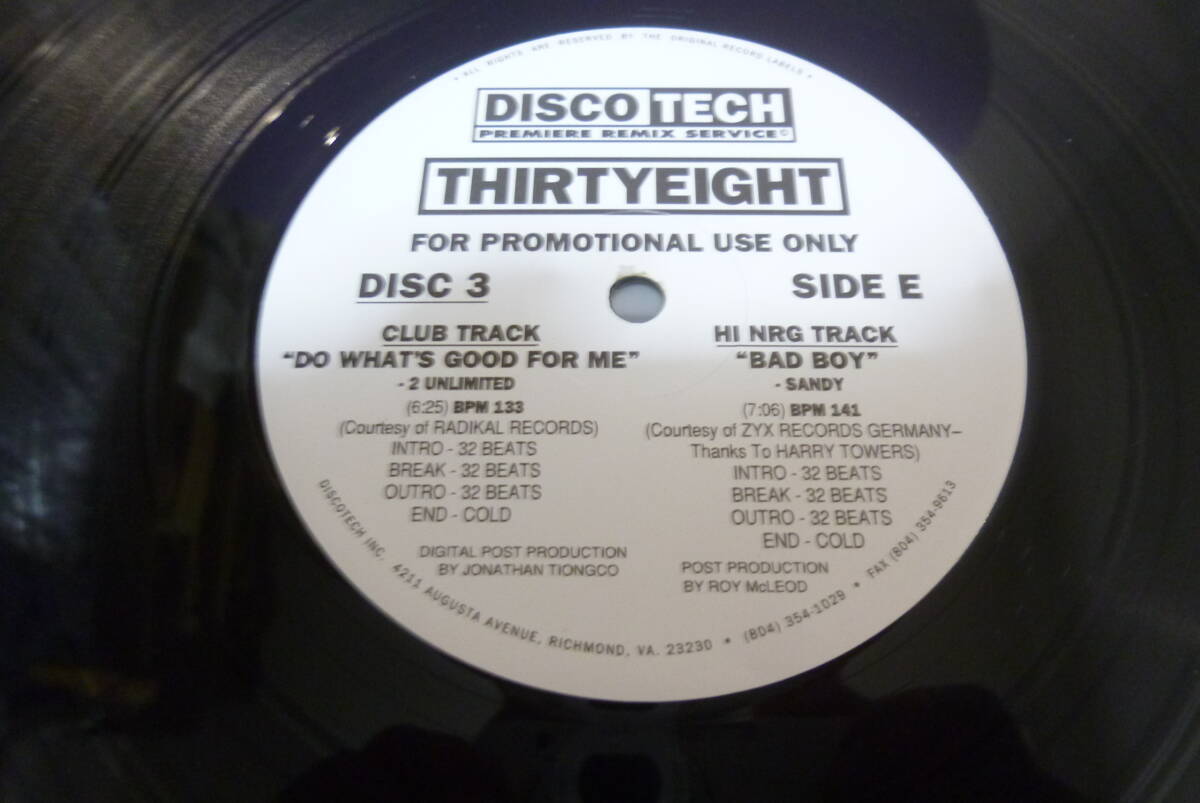 • ALL RIGHTS ARE RESERVED BY THE ORIGINAL RECORD LABELS •
DISCOTECH
PREMIERE REMIX SERVICE©
THIRTYEIGHT
FOR PROMOTIONAL USE ONLY
DISC 3
SIDE E
CLUB TRACK
"DO WHAT'S GOOD FOR ME"
- 2 UNLIMITED
(6:25) BPM 133
(Courtesy of RADIKAL RECORDS)
INTRO - 32 BEATS
BREAK - 32 BEATS
OUTRO - 32 BEATS
END - COLD
DIGITAL POST PRODUCTION
BY JONATHAN TIONGCO
HI NRG TRACK
"BAD BOY"
- SANDY
(7:06) BPM 141
(Courtesy of ZYX RECORDS GERMANY–
Thanks To HARRY TOWERS)
INTRO - 32 BEATS
BREAK - 32 BEATS
OUTRO - 32 BEATS
END - COLD
POST PRODUCTION
BY ROY McLEOD
DISCOTECH INC. 4211 AUGUSTA AVENUE, RICHMOND, VA. 23230 • (804) 354-1029 • FAX (804) 354-9613